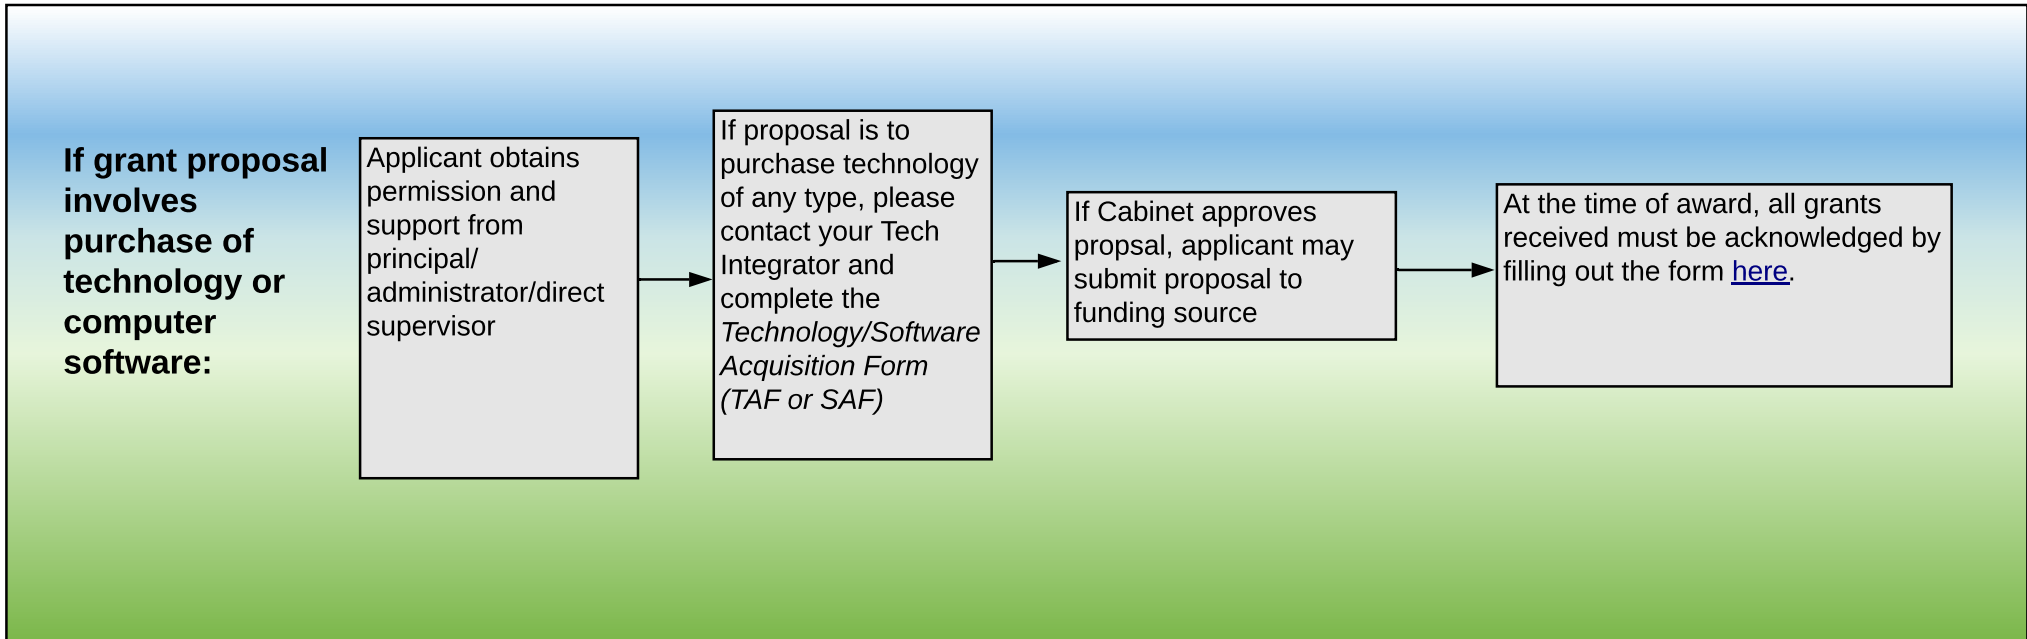 If grant proposal
involves
purchase of
technology or
computer
software:
Applicant obtains
permission and
support from
principal/
administrator/direct
supervisor
If proposal is to
purchase technology
of any type, please
contact your Tech
Integrator and
complete the
Technology/Software
Acquisition Form
(TAF or SAF)
If Cabinet approves
propsal, applicant may
submit proposal to
funding source
At the time of award, all grants
received must be acknowledged by
filling out the form here.